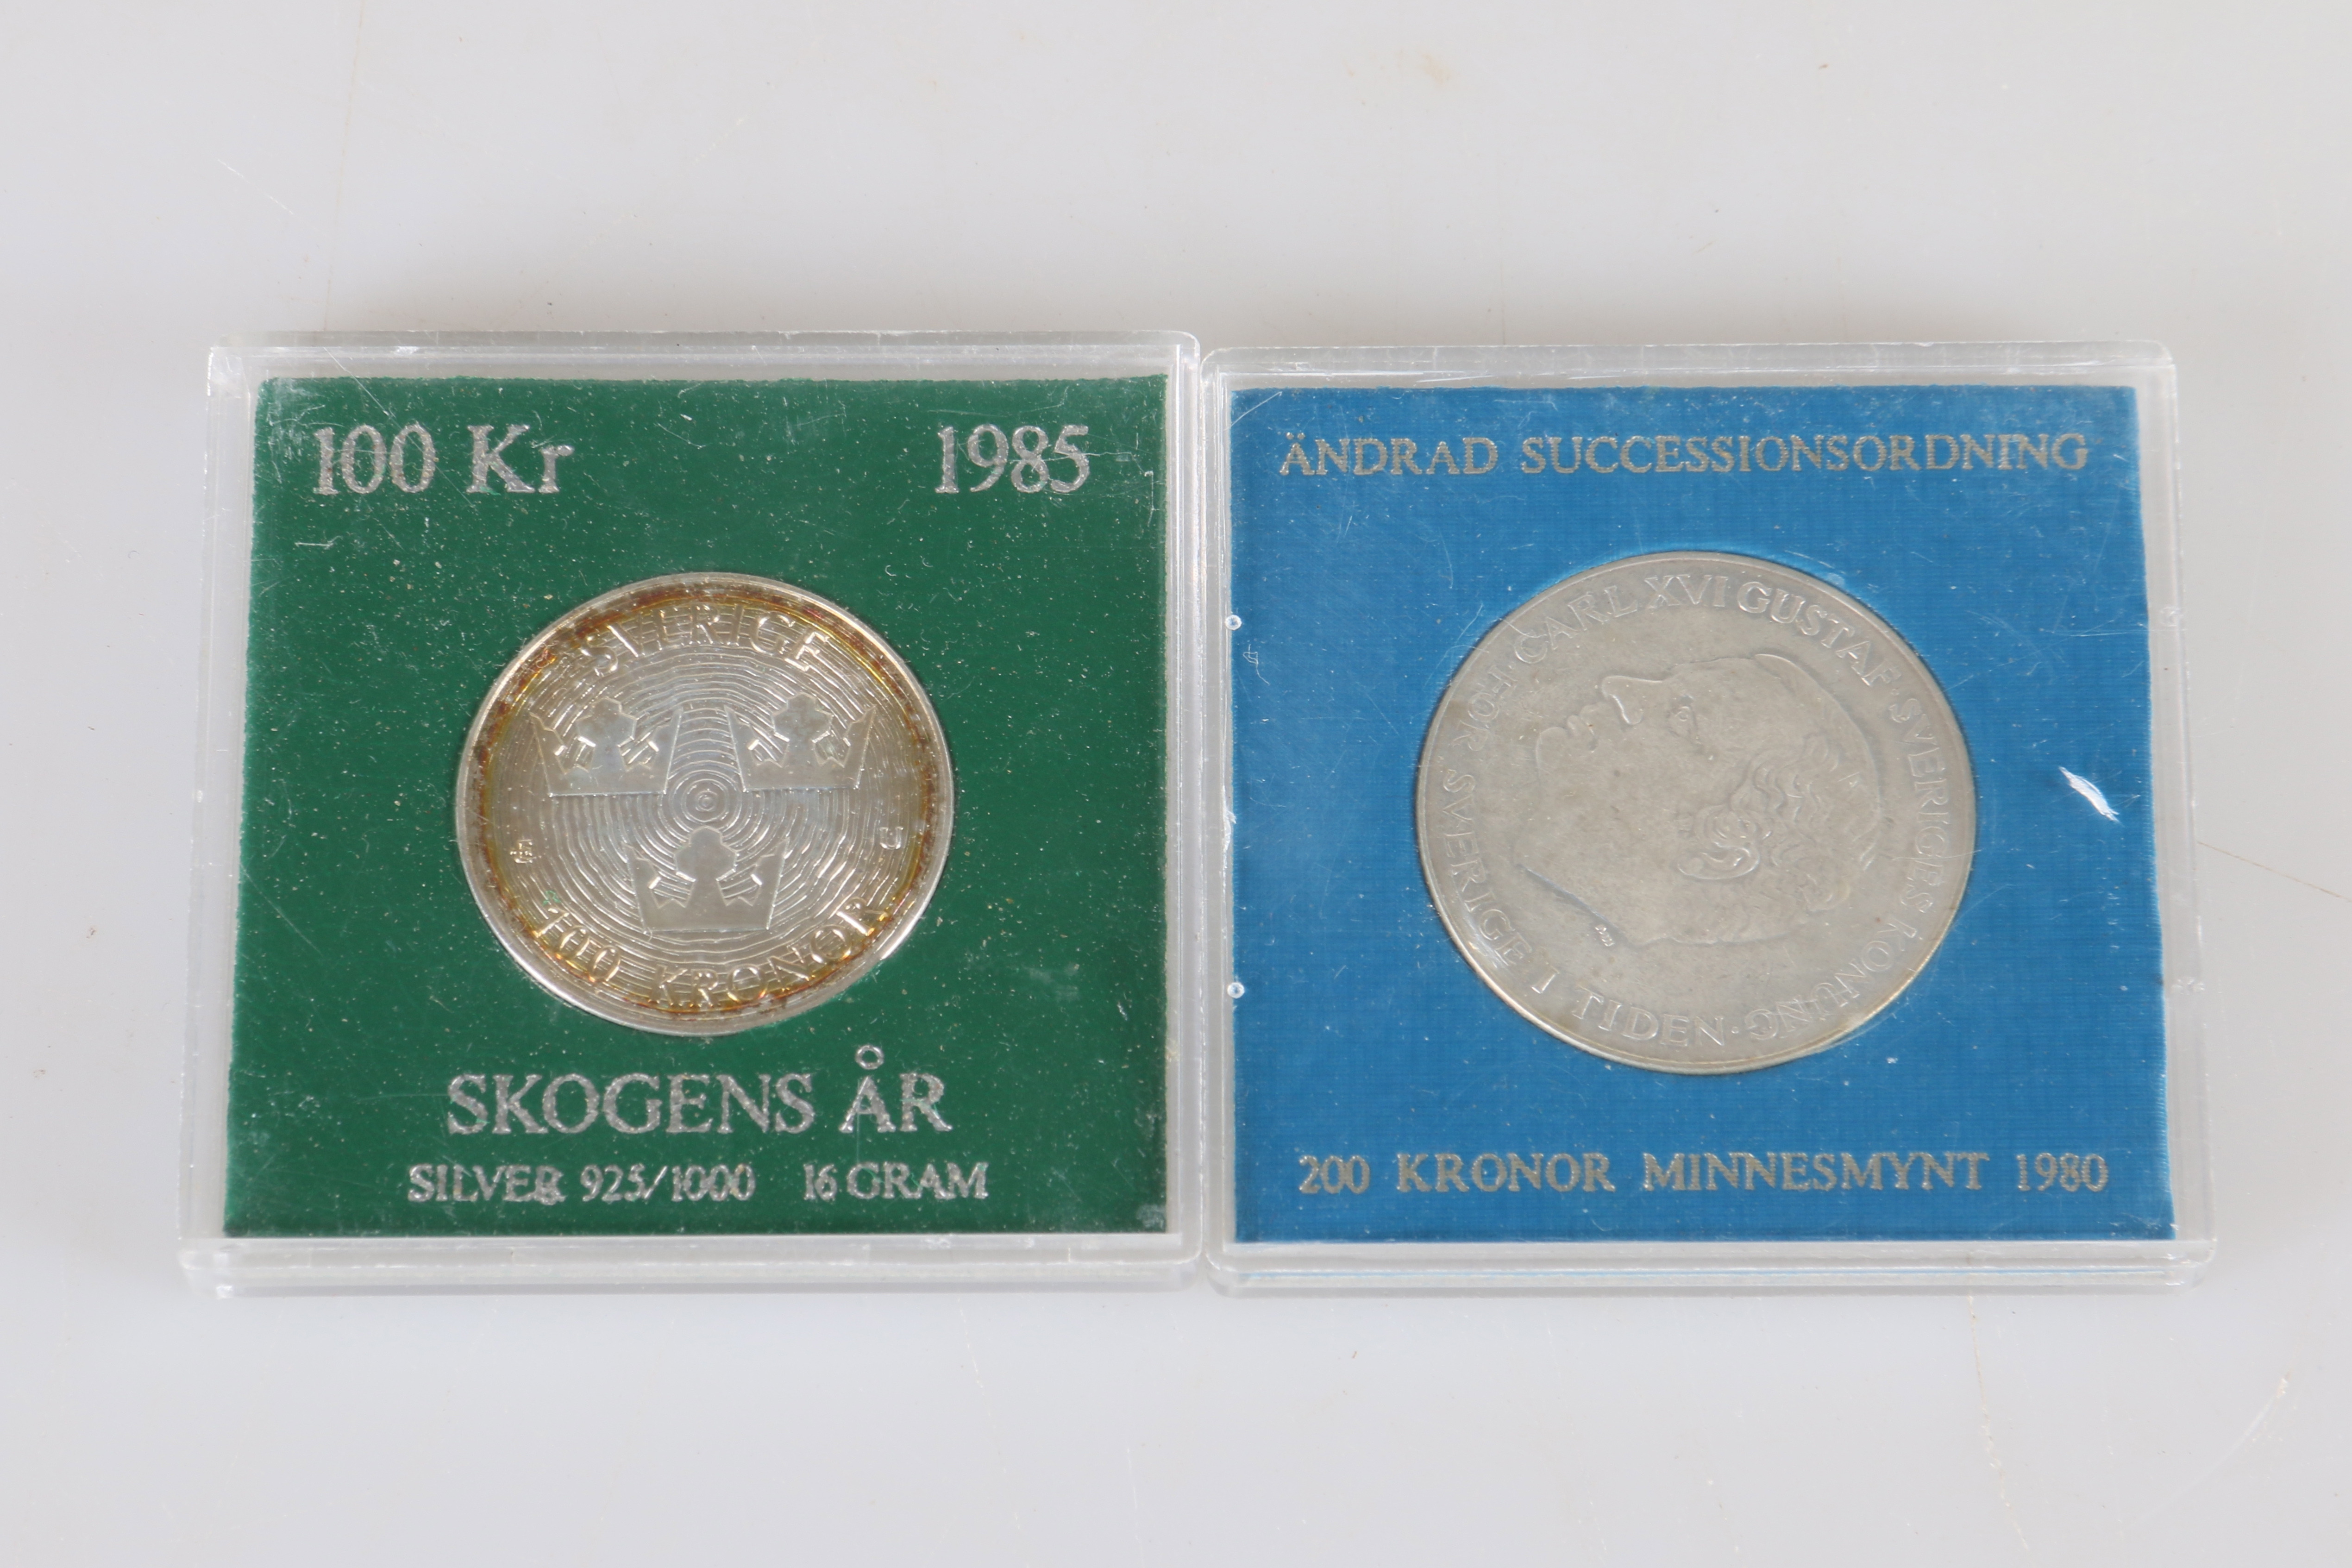 100 Kr 1985
SVERIGE
100 KRONOR
SKOGENS ÅR
SILVER 925/1000 16 GRAM
ÄNDRAD SUCCESSIONSORDNING
CARL XVI GUSTAF · SVERIGES KONUNG · FÖR SVERIGE I TIDEN ·
200 KRONOR MINNESMYNT 1980